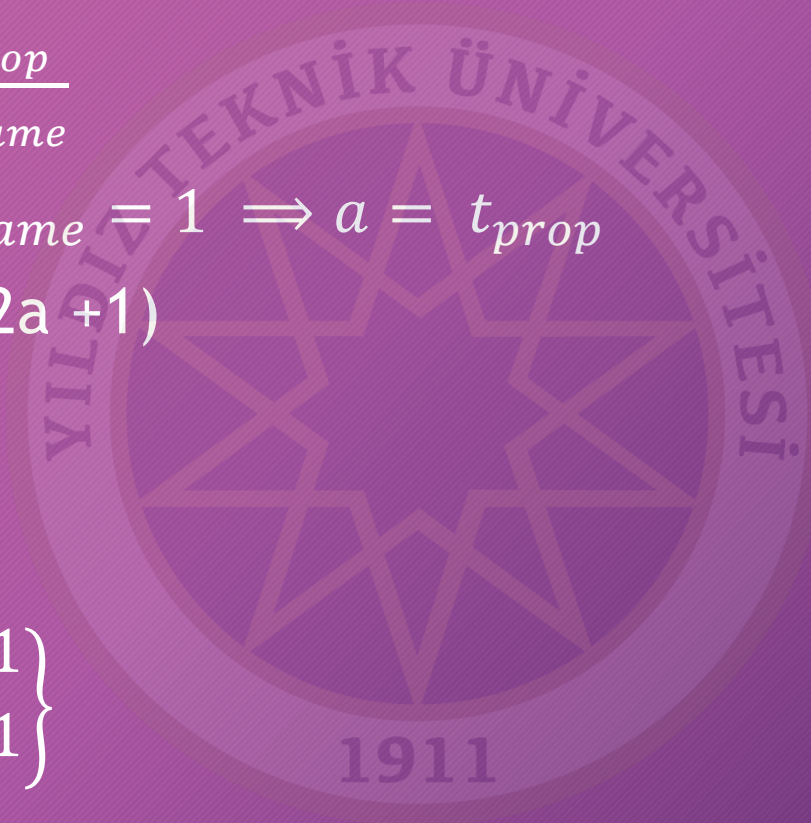 YILDIZ TEKNİK ÜNİVERSİTESİ
op
ame
ame = 1 ⟹ a = t_prop
2a +1)
1
1}
1911